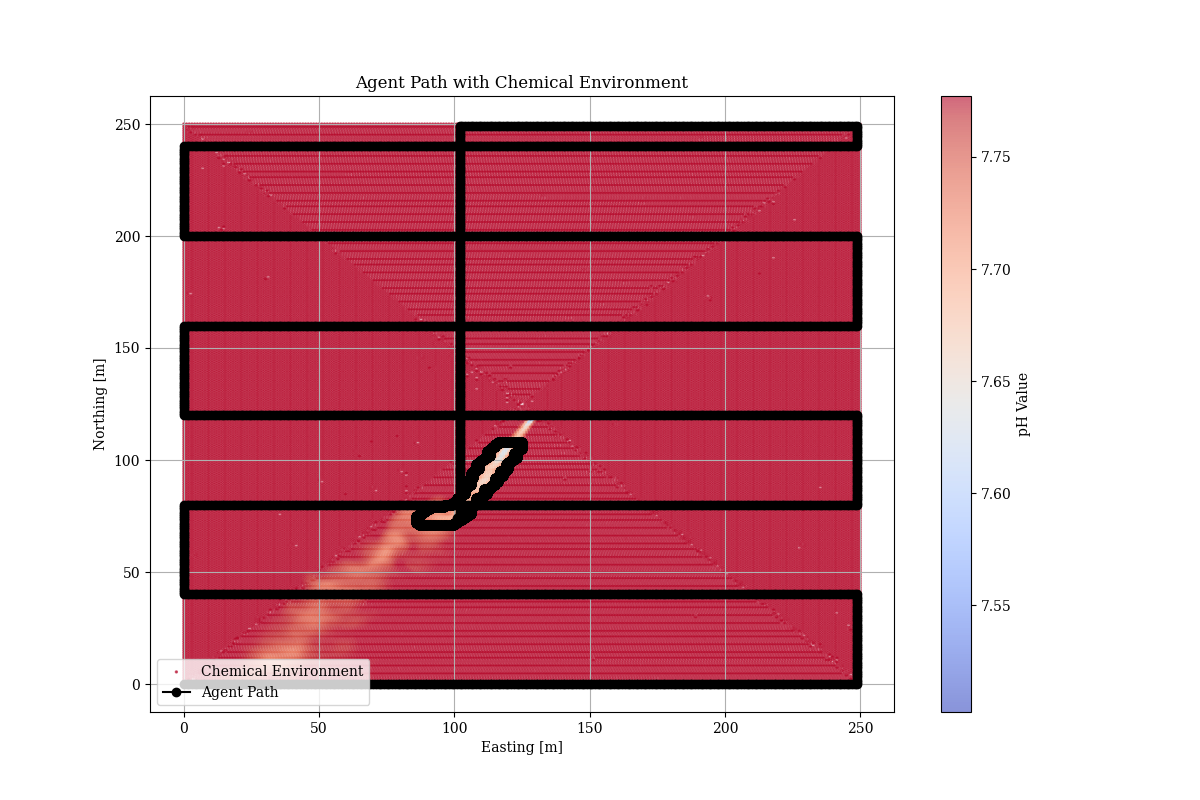 Agent Path with Chemical Environment
250
200
150
100
50
0
Northing [m]
0
50
100
150
200
250
Easting [m]
Chemical Environment
Agent Path
7.75
7.70
7.65
7.60
7.55
pH Value